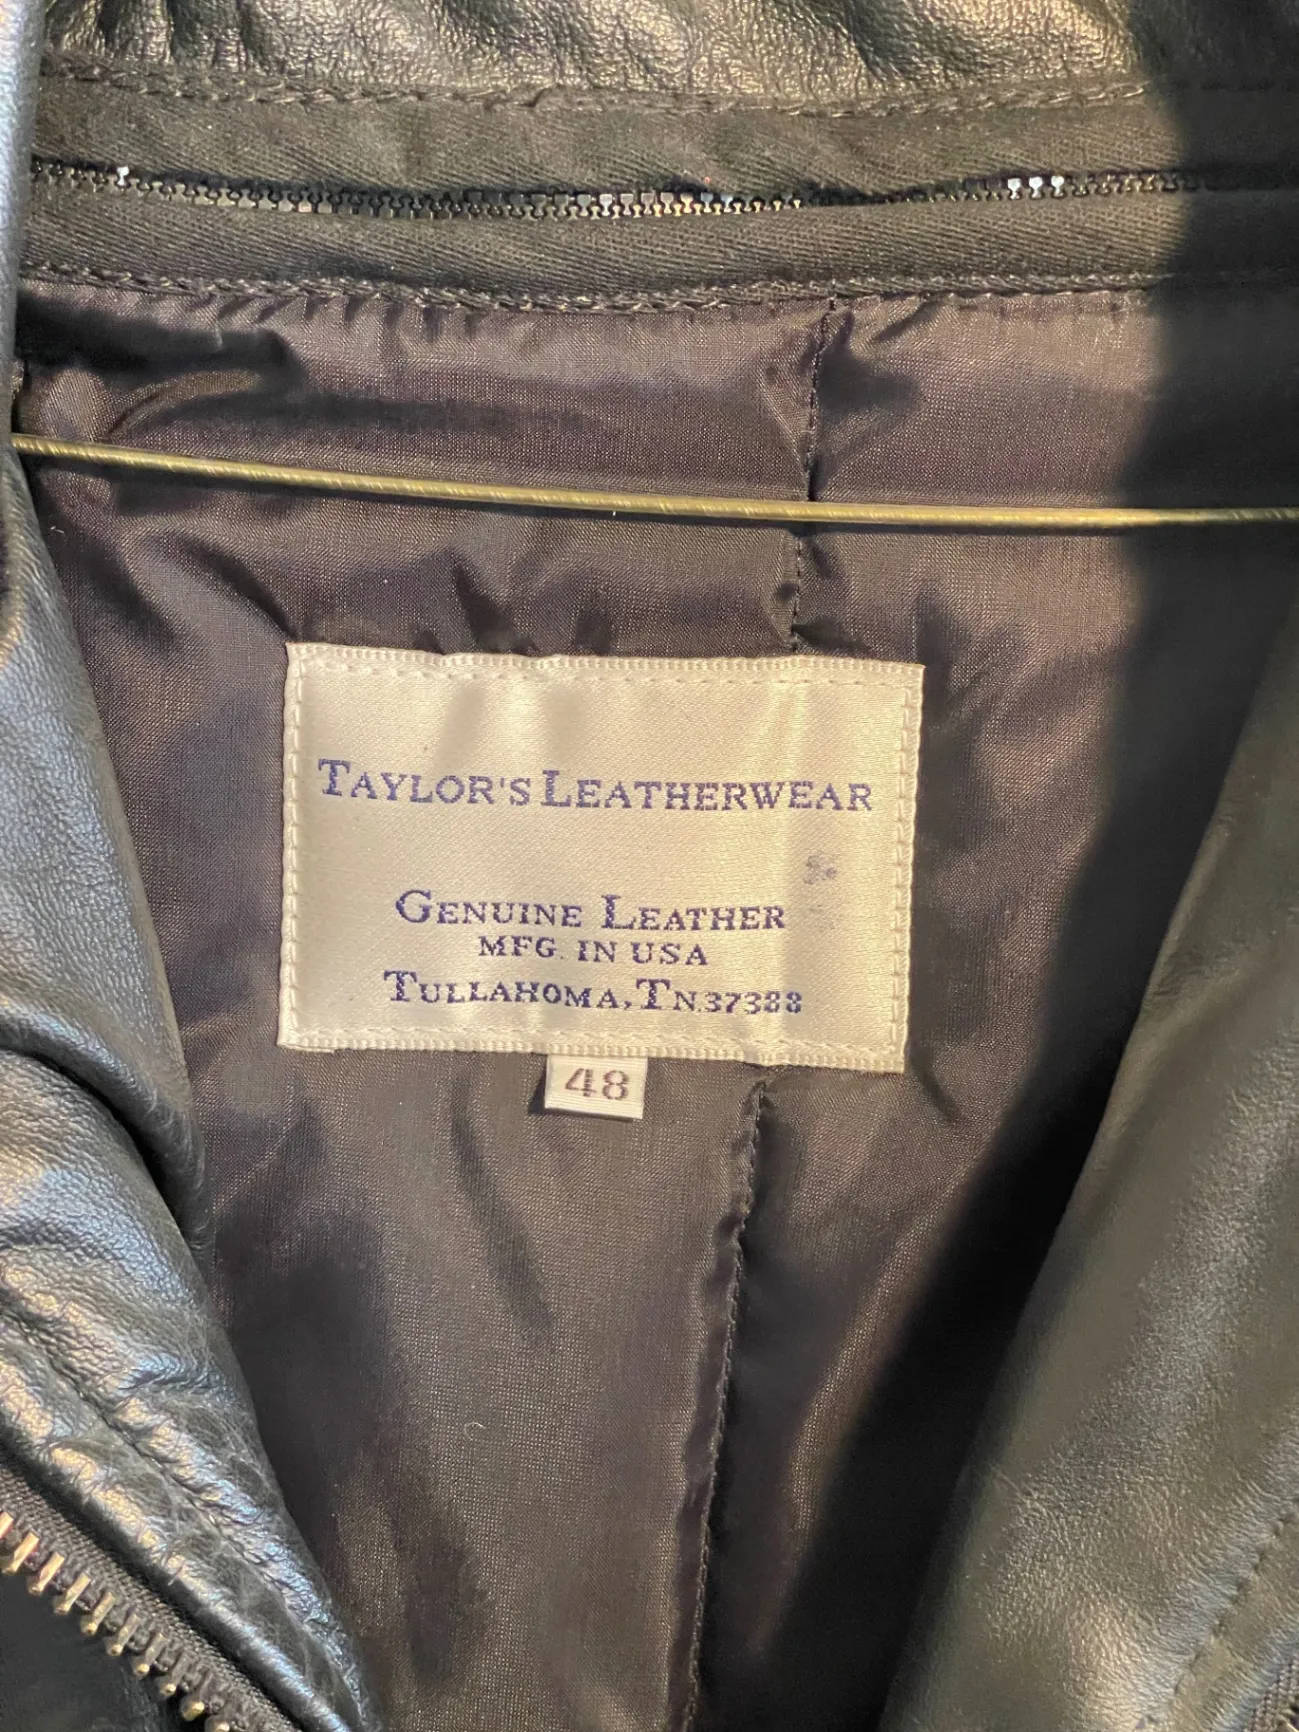 TAYLOR'S LEATHERWEAR
GENUINE LEATHER
MFG. IN USA
TULLAHOMA, TN.37388
48